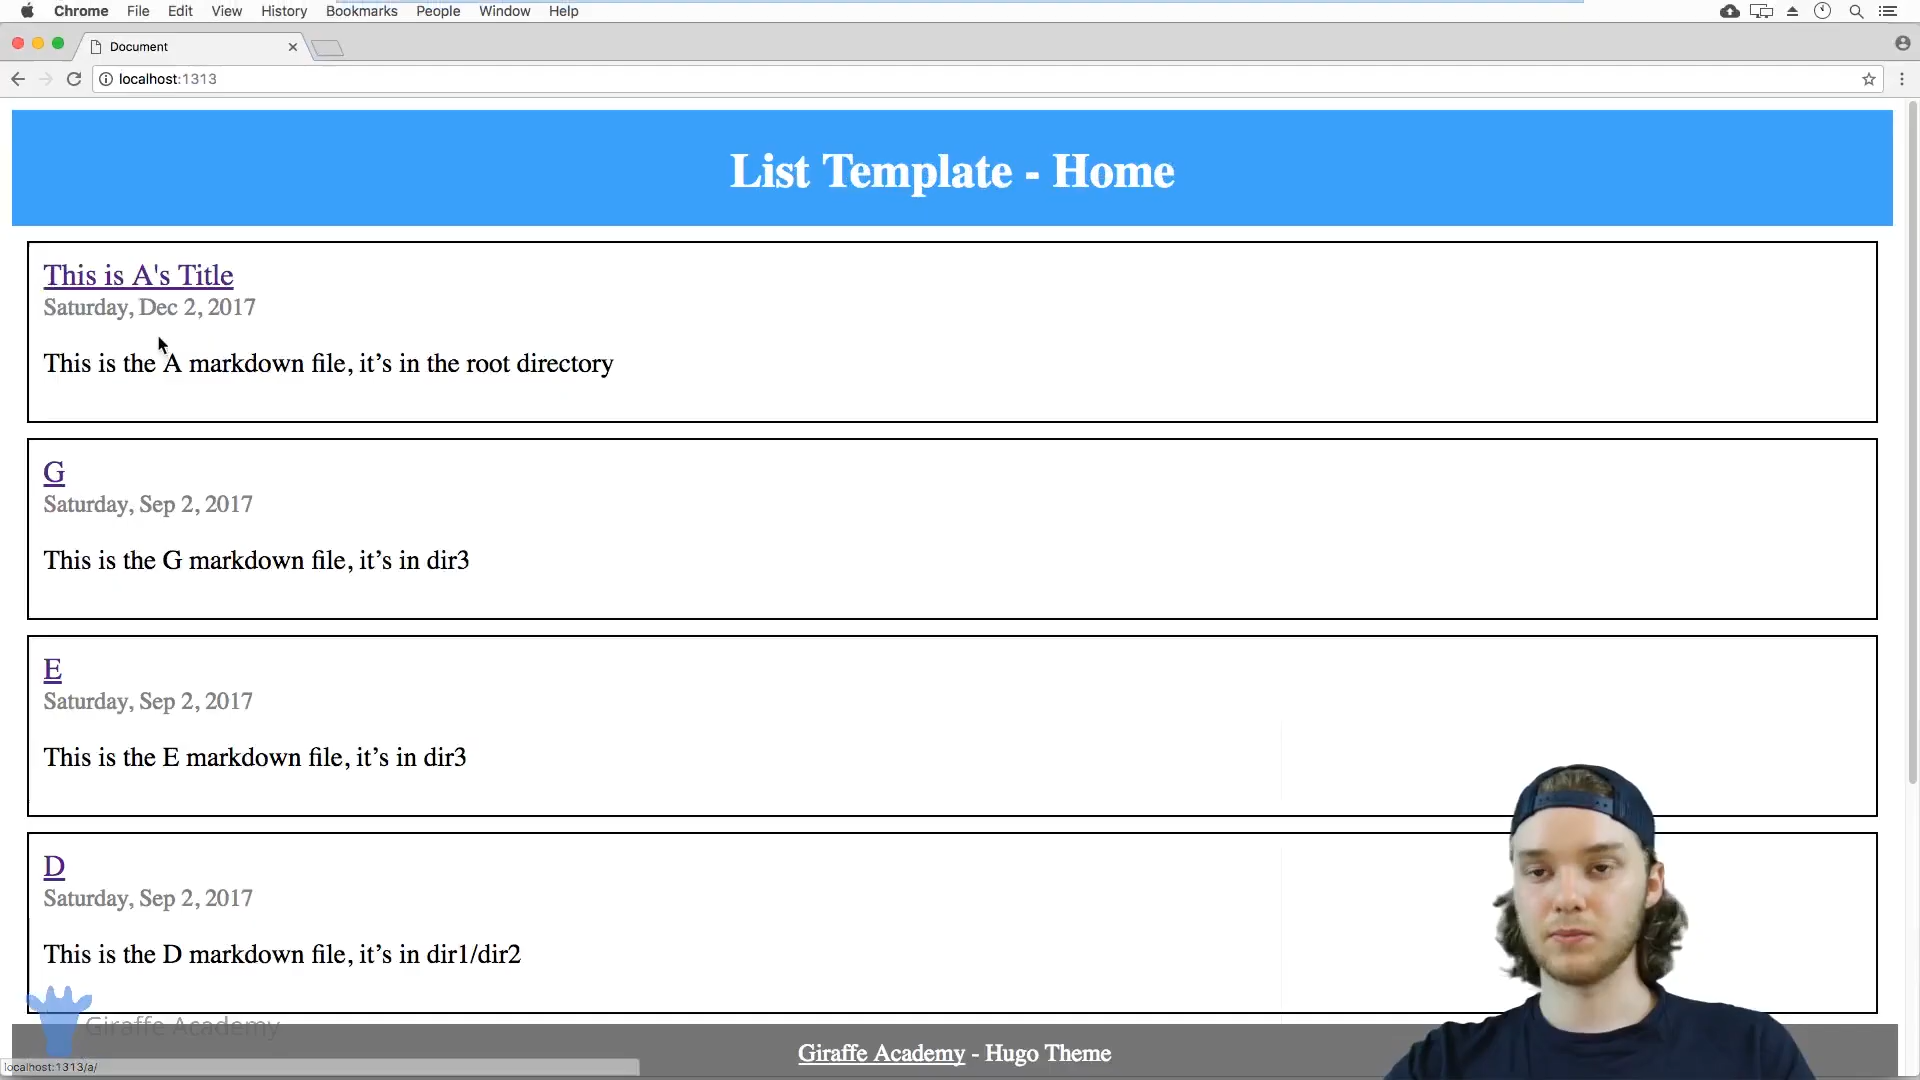 Chrome File Edit View History Bookmarks People Window Help
Document
localhost:1313
List Template - Home
This is A's Title
Saturday, Dec 2, 2017
This is the A markdown file, it’s in the root directory
G
Saturday, Sep 2, 2017
This is the G markdown file, it’s in dir3
E
Saturday, Sep 2, 2017
This is the E markdown file, it’s in dir3
D
Saturday, Sep 2, 2017
This is the D markdown file, it’s in dir1/dir2
Giraffe Academy
Giraffe Academy - Hugo Theme
localhost:1313/a/